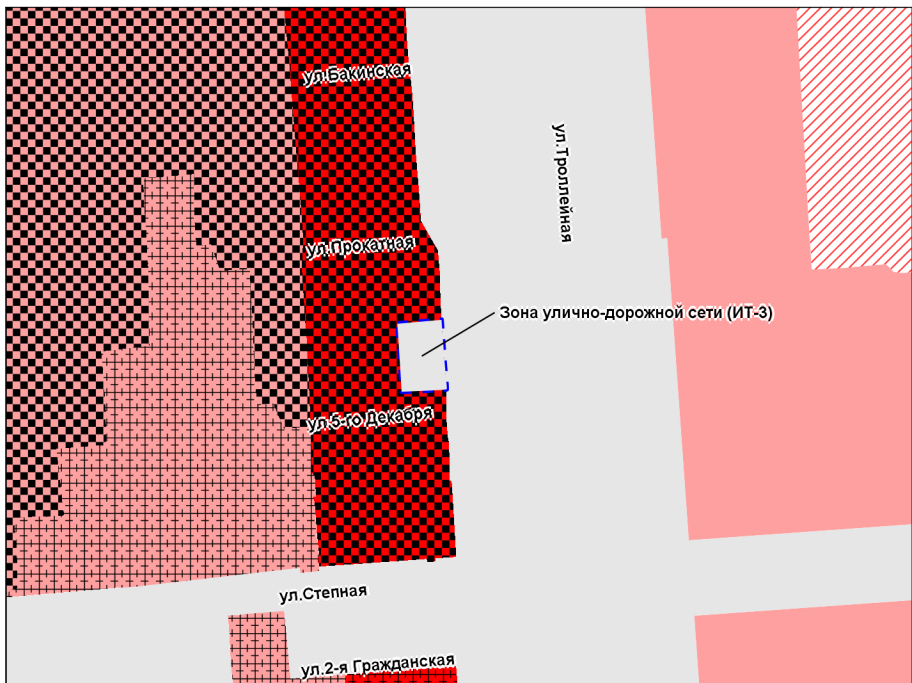 ул.Бакинская
ул.Троллейная
ул.Прокатная
Зона улично-дорожной сети (ИТ-3)
ул.5-го Декабря
ул.Степная
ул.2-я Гражданская